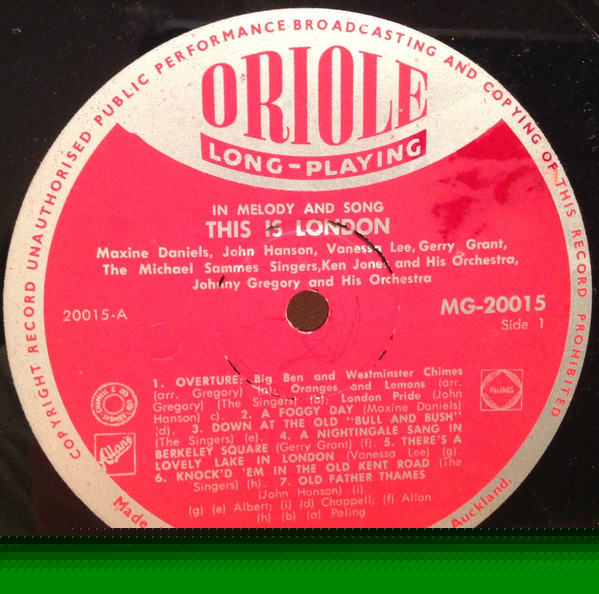 COPYRIGHT RECORD UNAUTHORISED PUBLIC PERFORMANCE·BROADCASTING AND COPYING OF THIS RECORD PROHIBITED
ORIOLE
LONG-PLAYING
IN MELODY AND SONG
THIS IS LONDON
Maxine Daniels, John Hanson, Vanessa Lee, Gerry Grant,
The Michael Sammes Singers,Ken Jones and His Orchestra,
Johnny Gregory and His Orchestra
20015-A
MG-20015
Side 1
1. OVERTURE: Big Ben and Westminster Chimes
(arr. Gregory) (a). Oranges and Lemons (arr.
Gregory) (The Singers) (b). London Pride (John
Hanson) c). 2. A FOGGY DAY (Maxine Daniels)
(d). 3. DOWN AT THE OLD "BULL AND BUSH"
(The Singers) (e). 4. A NIGHTINGALE SANG IN
BERKELEY SQUARE (Gerry Grant) (f). 5. THERE'S A
LOVELY LAKE IN LONDON (Vanessa Lee) (g).
6. KNOCK'D 'EM IN THE OLD KENT ROAD (The
Singers) (h). 7. OLD FATHER THAMES
(John Hanson) (i)
(g) (e) Albert; (i) (d) Chappell; (f) Allan
(h) (b) (a) Paling
PALINGS
Allans
Made
Auckland.